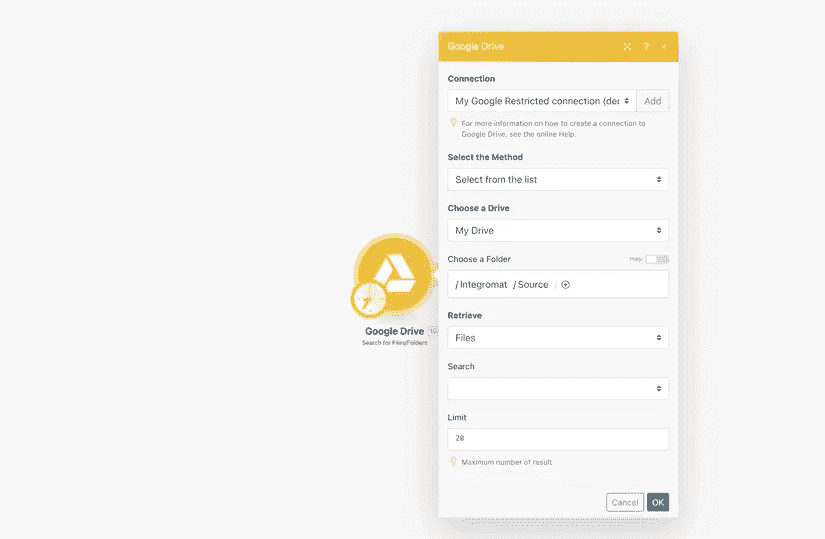 Google Drive
?
Connection
My Google Restricted connection (der
Add
For more information on how to create a connection to
Google Drive, see the online Help.
Select the Method
Select from the list
Choose a Drive
My Drive
Choose a Folder
Map
/ Integromat / Source /
Retrieve
Files
Search
Limit
20
Maximum number of result
Cancel
OK
Google Drive
Search for Files/Folders